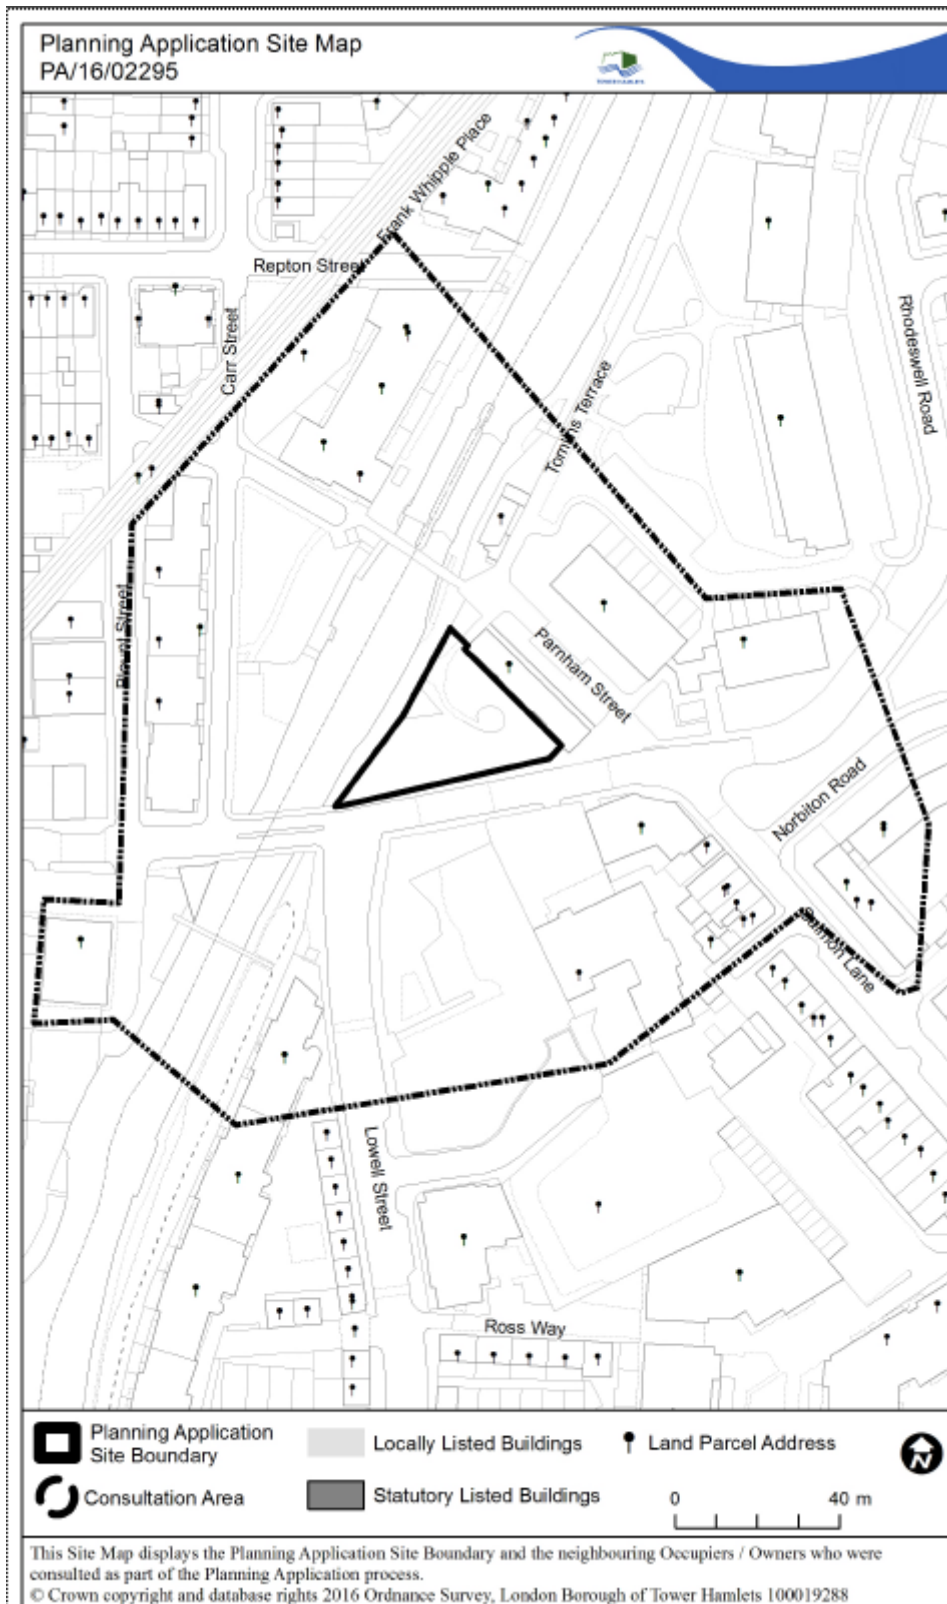 Planning Application Site Map
PA/16/02295
TOWER HAMLETS
Frank Whipple Place
Repton Street
Carr Street
Rhodeswell Road
Tomlins Terrace
Blount Street
Parnham Street
Norbiton Road
Salmon Lane
Lowell Street
Ross Way
Planning Application
Site Boundary
Locally Listed Buildings
Land Parcel Address
N
Consultation Area
Statutory Listed Buildings
0
40 m
This Site Map displays the Planning Application Site Boundary and the neighbouring Occupiers / Owners who were
consulted as part of the Planning Application process.
© Crown copyright and database rights 2016 Ordnance Survey, London Borough of Tower Hamlets 100019288